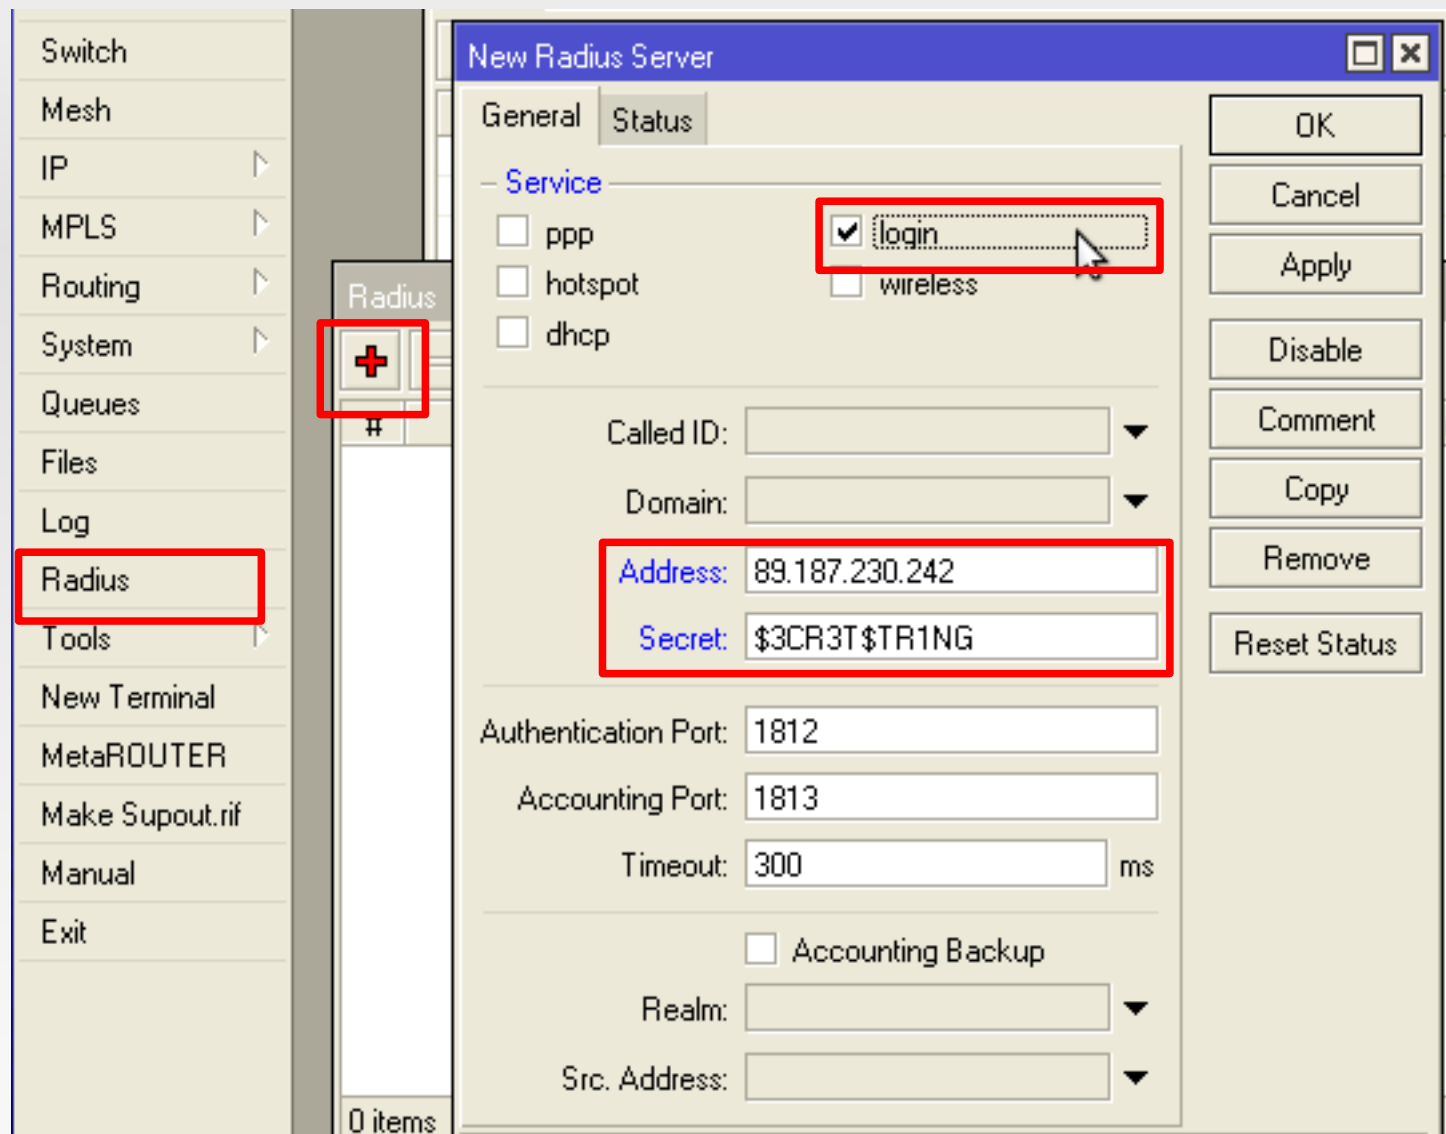 Switch
Mesh
IP
MPLS
Routing
System
Queues
Files
Log
Radius
Tools
New Terminal
MetaROUTER
Make Supout.rif
Manual
Exit
Radius
#
0 items
New Radius Server
General Status
Service
ppp login
hotspot wireless
dhcp
Called ID:
Domain:
Address: 89.187.230.242
Secret: $3CR3T$TR1NG
Authentication Port: 1812
Accounting Port: 1813
Timeout: 300 ms
Accounting Backup
Realm:
Src. Address:
OK
Cancel
Apply
Disable
Comment
Copy
Remove
Reset Status